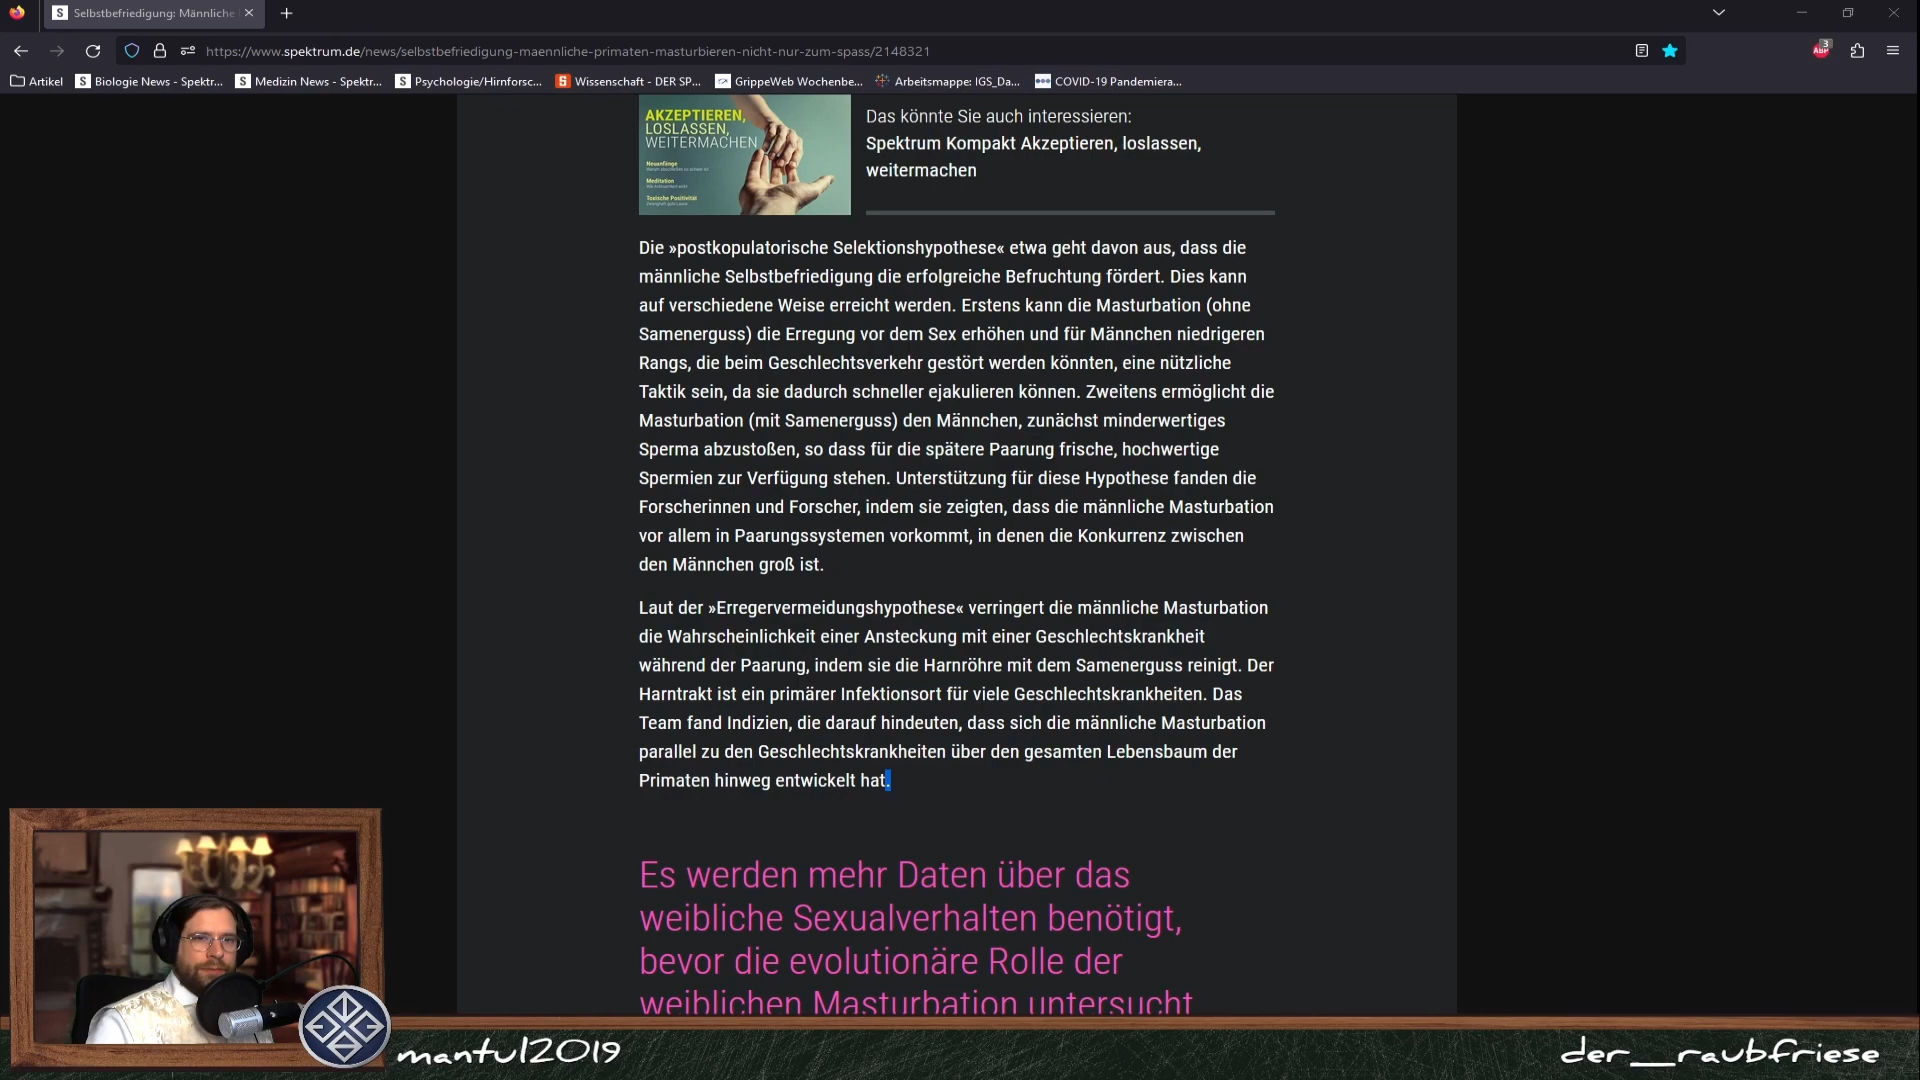 Selbstbefriedigung: Männliche
https://www.spektrum.de/news/selbstbefriedigung-maennliche-primaten-masturbieren-nicht-nur-zum-spass/2148321
Artikel
Biologie News - Spektr...
Medizin News - Spektr...
Psychologie/Hirnforsc...
Wissenschaft - DER SP...
GrippeWeb Wochenbe...
Arbeitsmappe: IGS_Da...
COVID-19 Pandemiera...
AKZEPTIEREN,
LOSLASSEN,
WEITERMACHEN
Neuanfänge
Meditation
Toxische Positivität
Das könnte Sie auch interessieren:
Spektrum Kompakt Akzeptieren, loslassen,
weitermachen
Die »postkopulatorische Selektionshypothese« etwa geht davon aus, dass die
männliche Selbstbefriedigung die erfolgreiche Befruchtung fördert. Dies kann
auf verschiedene Weise erreicht werden. Erstens kann die Masturbation (ohne
Samenerguss) die Erregung vor dem Sex erhöhen und für Männchen niedrigeren
Rangs, die beim Geschlechtsverkehr gestört werden könnten, eine nützliche
Taktik sein, da sie dadurch schneller ejakulieren können. Zweitens ermöglicht die
Masturbation (mit Samenerguss) den Männchen, zunächst minderwertiges
Sperma abzustoßen, so dass für die spätere Paarung frische, hochwertige
Spermien zur Verfügung stehen. Unterstützung für diese Hypothese fanden die
Forscherinnen und Forscher, indem sie zeigten, dass die männliche Masturbation
vor allem in Paarungssystemen vorkommt, in denen die Konkurrenz zwischen
den Männchen groß ist.
Laut der »Erregervermeidungshypothese« verringert die männliche Masturbation
die Wahrscheinlichkeit einer Ansteckung mit einer Geschlechtskrankheit
während der Paarung, indem sie die Harnröhre mit dem Samenerguss reinigt. Der
Harntrakt ist ein primärer Infektionsort für viele Geschlechtskrankheiten. Das
Team fand Indizien, die darauf hindeuten, dass sich die männliche Masturbation
parallel zu den Geschlechtskrankheiten über den gesamten Lebensbaum der
Primaten hinweg entwickelt hat.
Es werden mehr Daten über das
weibliche Sexualverhalten benötigt,
bevor die evolutionäre Rolle der
weiblichen Masturbation untersucht
mantul2019
der__raubfriese